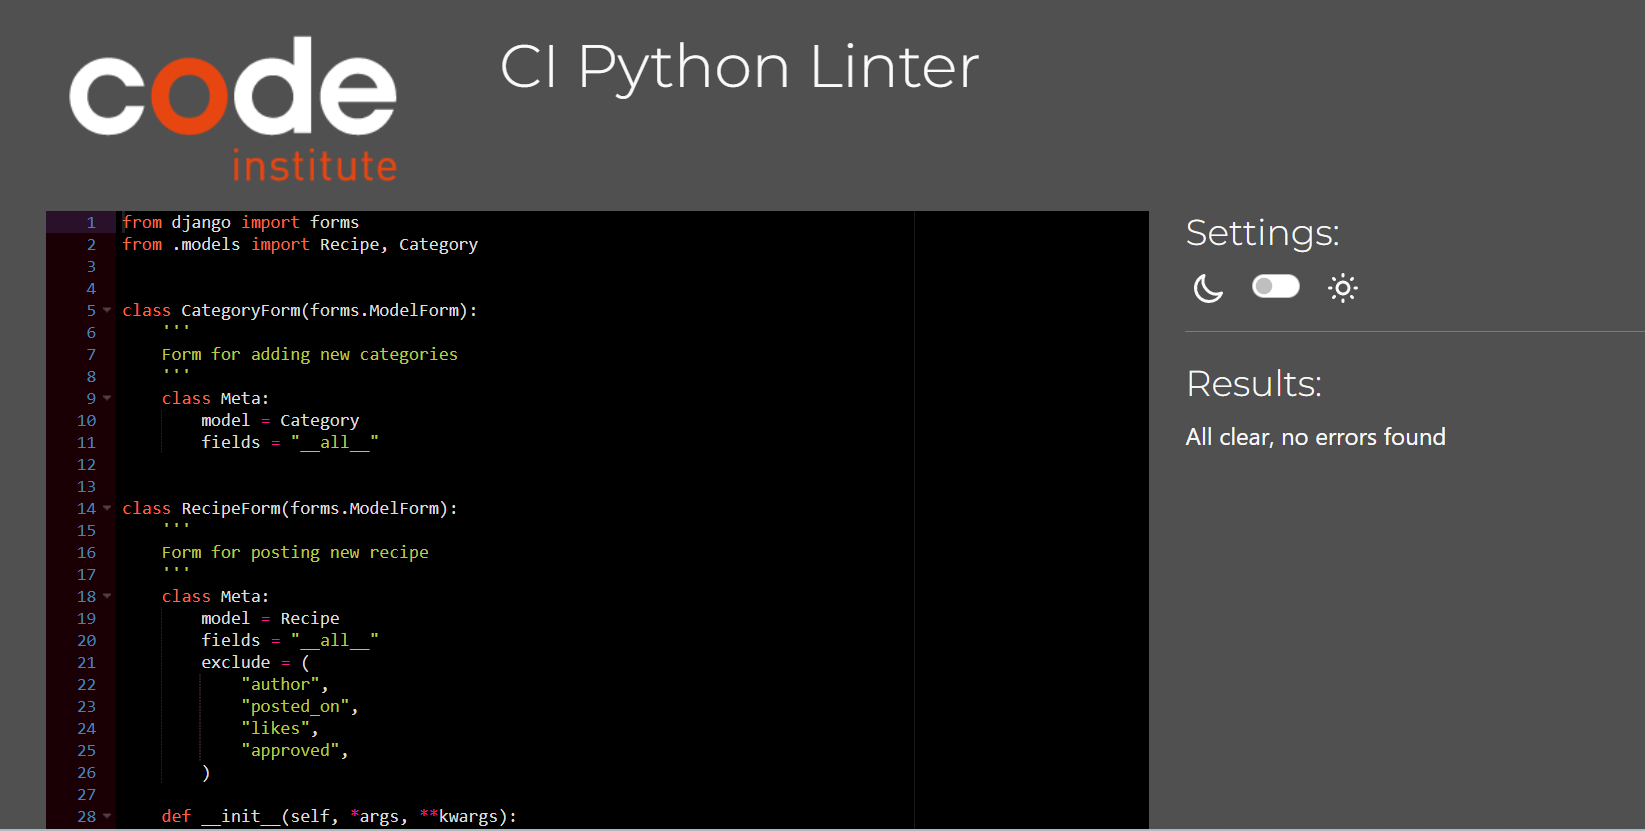 code
institute
CI Python Linter
1 from django import forms
2 from .models import Recipe, Category
3
4
5 class CategoryForm(forms.ModelForm):
6     '''
7     Form for adding new categories
8     '''
9     class Meta:
10         model = Category
11         fields = "__all__"
12
13
14 class RecipeForm(forms.ModelForm):
15     '''
16     Form for posting new recipe
17     '''
18     class Meta:
19         model = Recipe
20         fields = "__all__"
21         exclude = (
22             "author",
23             "posted_on",
24             "likes",
25             "approved",
26         )
27
28     def __init__(self, *args, **kwargs):
Settings:
Results:
All clear, no errors found